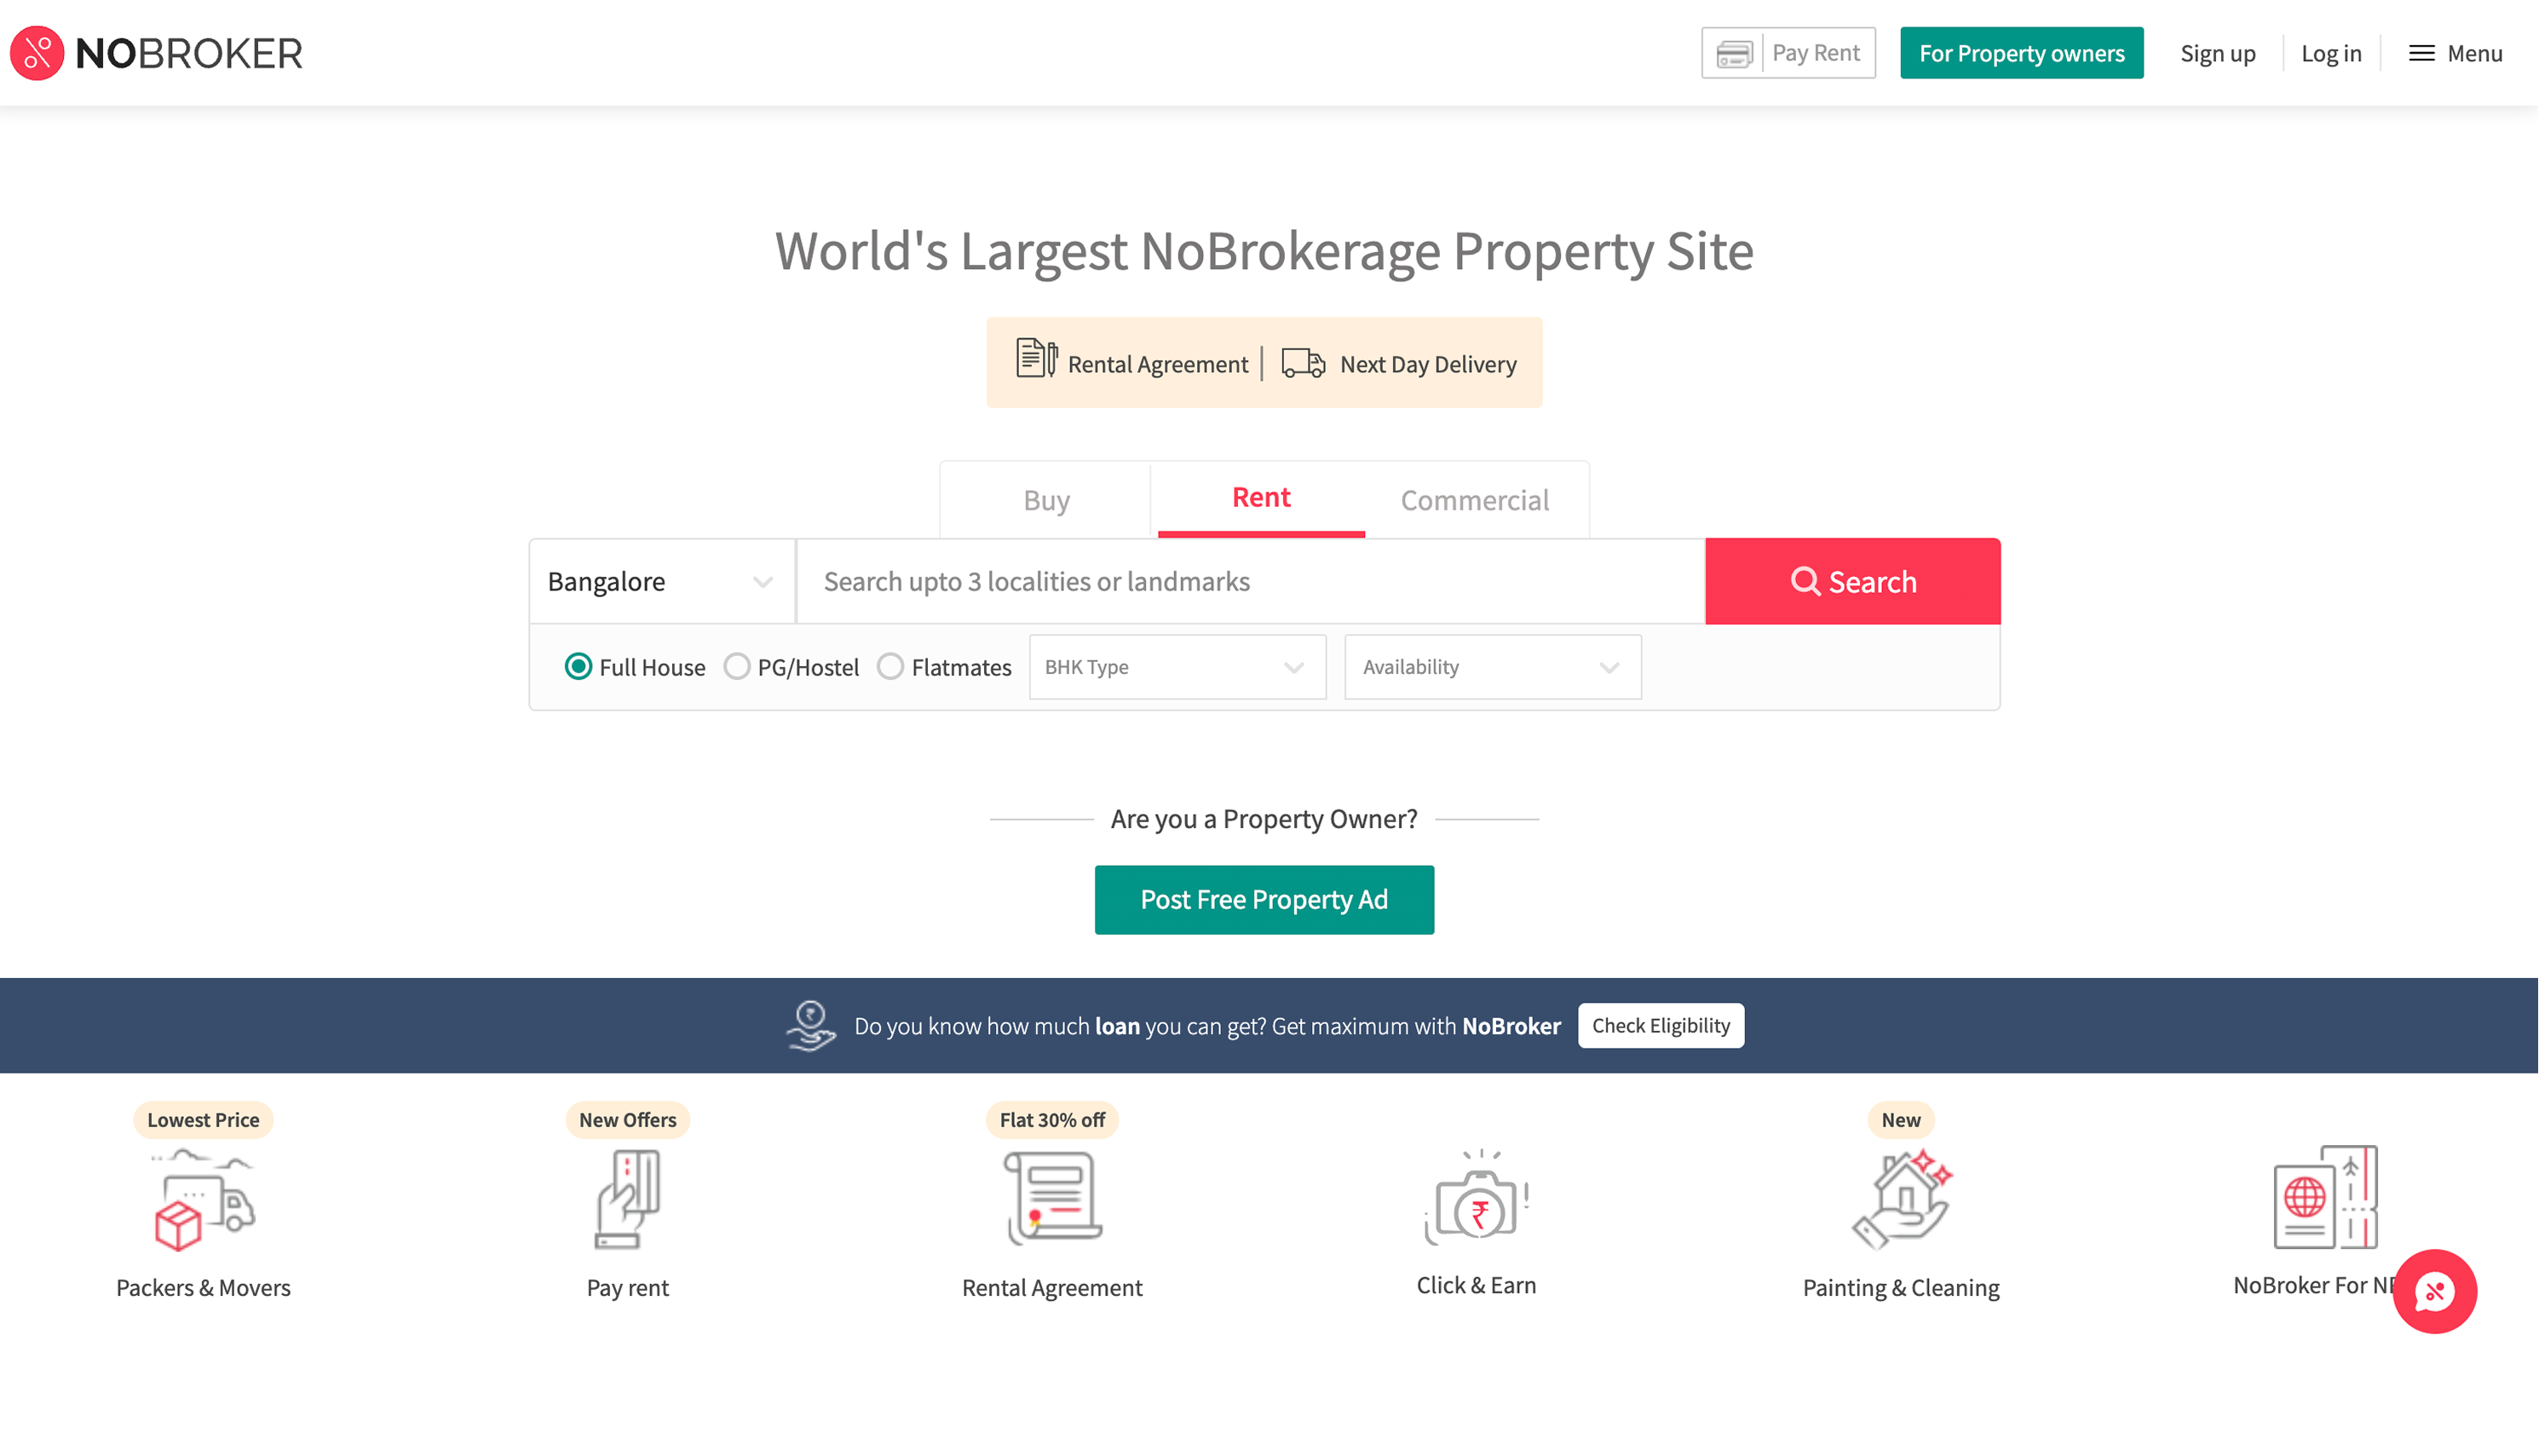 NOBROKER
Pay Rent
For Property owners
Sign up
Log in
Menu
World's Largest NoBrokerage Property Site
Rental Agreement
Next Day Delivery
Buy
Rent
Commercial
Bangalore
Search upto 3 localities or landmarks
Search
Full House
PG/Hostel
Flatmates
BHK Type
Availability
Are you a Property Owner?
Post Free Property Ad
Do you know how much loan you can get? Get maximum with NoBroker
Check Eligibility
Lowest Price
New Offers
Flat 30% off
New
₹
Packers & Movers
Pay rent
Rental Agreement
Click & Earn
Painting & Cleaning
NoBroker For